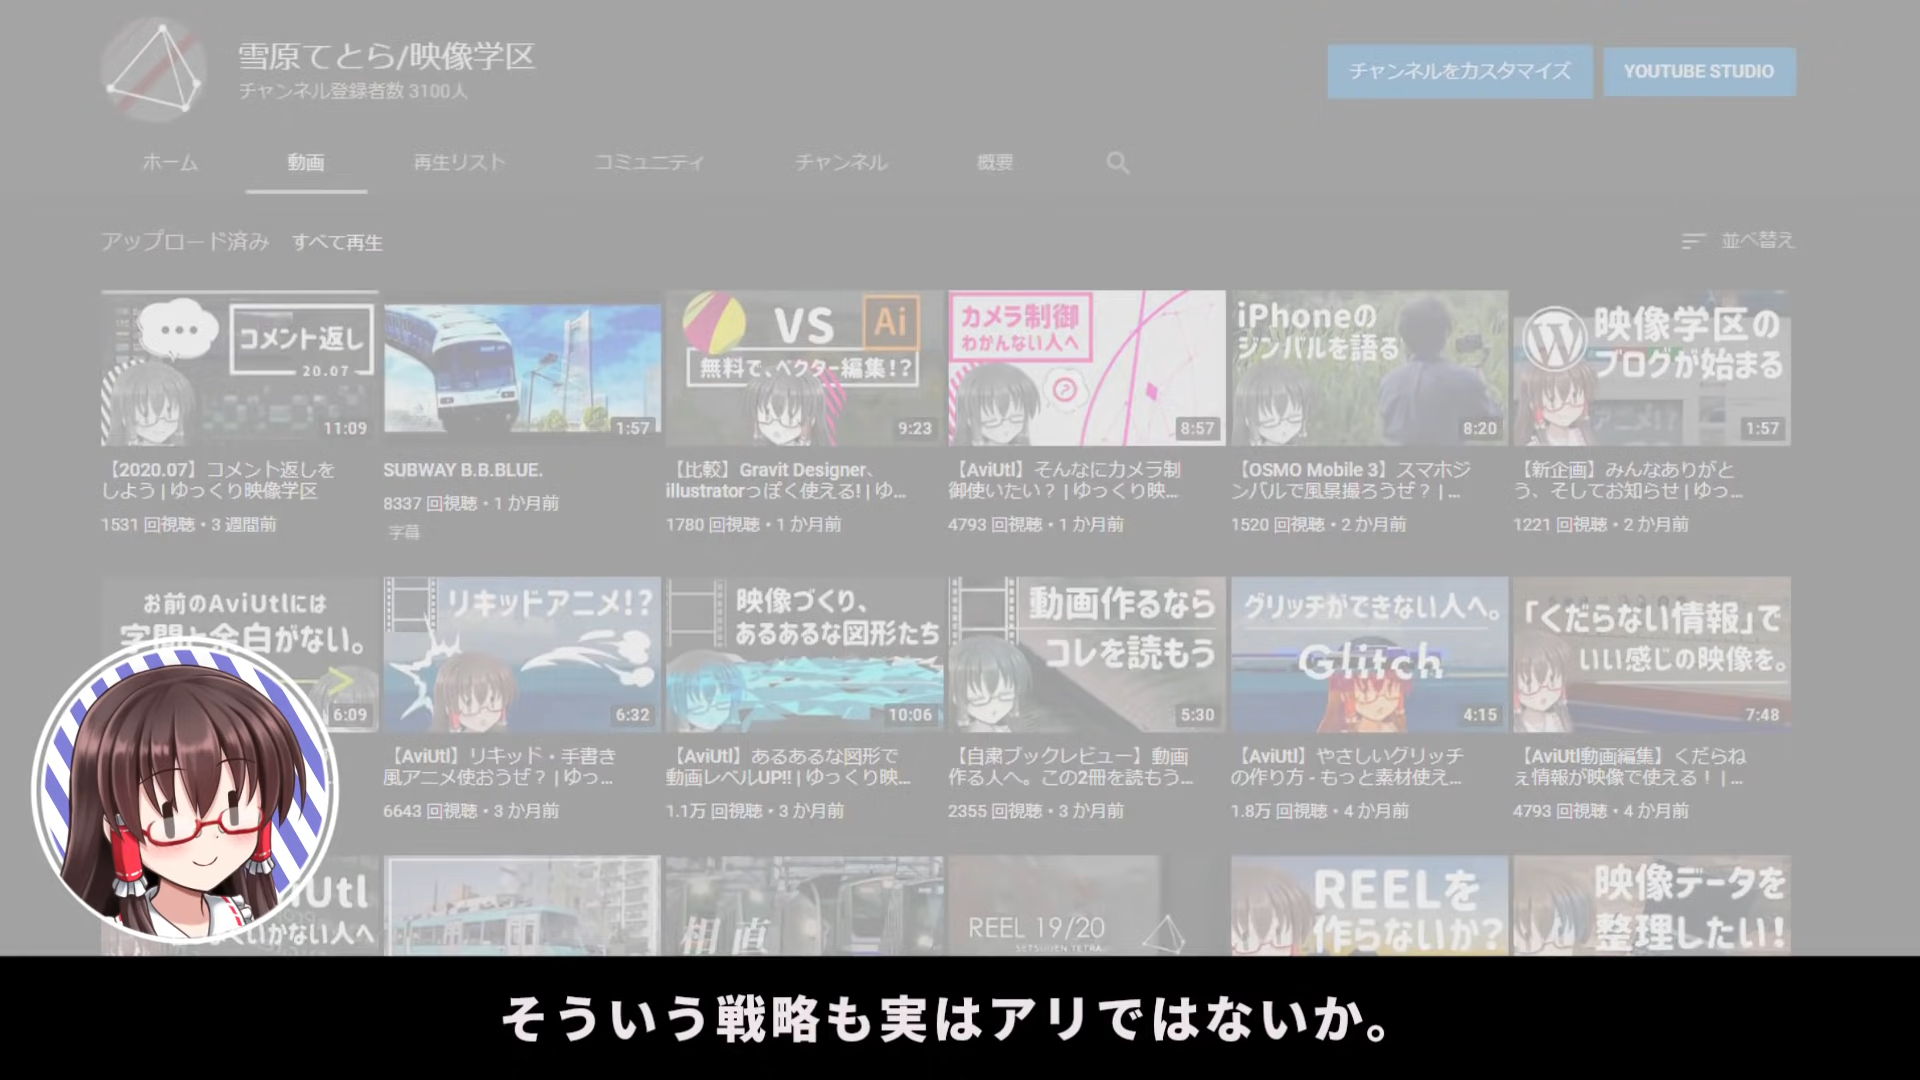 雪原てとら/映像学区
チャンネル登録者数 3100人
チャンネルをカスタマイズ
YOUTUBE STUDIO
ホーム
動画
再生リスト
コミュニティ
チャンネル
概要
アップロード済み
すべて再生
並べ替え
コメント返し
20.07
11:09
1:57
VS
Ai
無料で、ベクター編集!?
9:23
カメラ制御
わかんない人へ
8:57
iPhoneの
ジンバルを語る
8:20
映像学区の
ブログが始まる
1:57
【2020.07】コメント返しを
しよう | ゆっくり映像学区
1531 回視聴・3 週間前
SUBWAY B.B.BLUE.
8337 回視聴・1 か月前
字幕
【比較】Gravit Designer、
illustratorっぽく使える! | ゆ...
1780 回視聴・1 か月前
【AviUtl】そんなにカメラ制
御使いたい？ | ゆっくり映...
4793 回視聴・1 か月前
【OSMO Mobile 3】スマホジ
ンバルで風景撮ろうぜ？ | ...
1520 回視聴・2 か月前
【新企画】みんなありがと
う、そしてお知らせ | ゆっ...
1221 回視聴・2 か月前
お前のAviUtlには
字間と余白がない。
6:09
リキッドアニメ!?
6:32
映像づくり、
あるあるな図形たち
10:06
動画作るなら
コレを読もう
5:30
グリッチができない人へ。
Glitch
4:15
「くだらない情報」で
いい感じの映像を。
7:48
【AviUtl】リキッド・手書き
風アニメ使おうぜ？ | ゆっ...
6643 回視聴・3 か月前
【AviUtl】あるあるな図形で
動画レベルUP!! | ゆっくり映...
1.1万 回視聴・3 か月前
【自粛ブックレビュー】動画
作る人へ。この2冊を読もう...
2355 回視聴・3 か月前
【AviUtl】やさしいグリッチ
の作り方 - もっと素材使え...
1.8万 回視聴・4 か月前
【AviUtl動画編集】くだらね
ぇ情報が映像で使える！ | ...
4793 回視聴・4 か月前
iUtl
いかない人へ
相直
REEL 19/20
SETSUGEN TETRA
REELを
作らないか?
映像データを
整理したい!
そういう戦略も実はアリではないか。